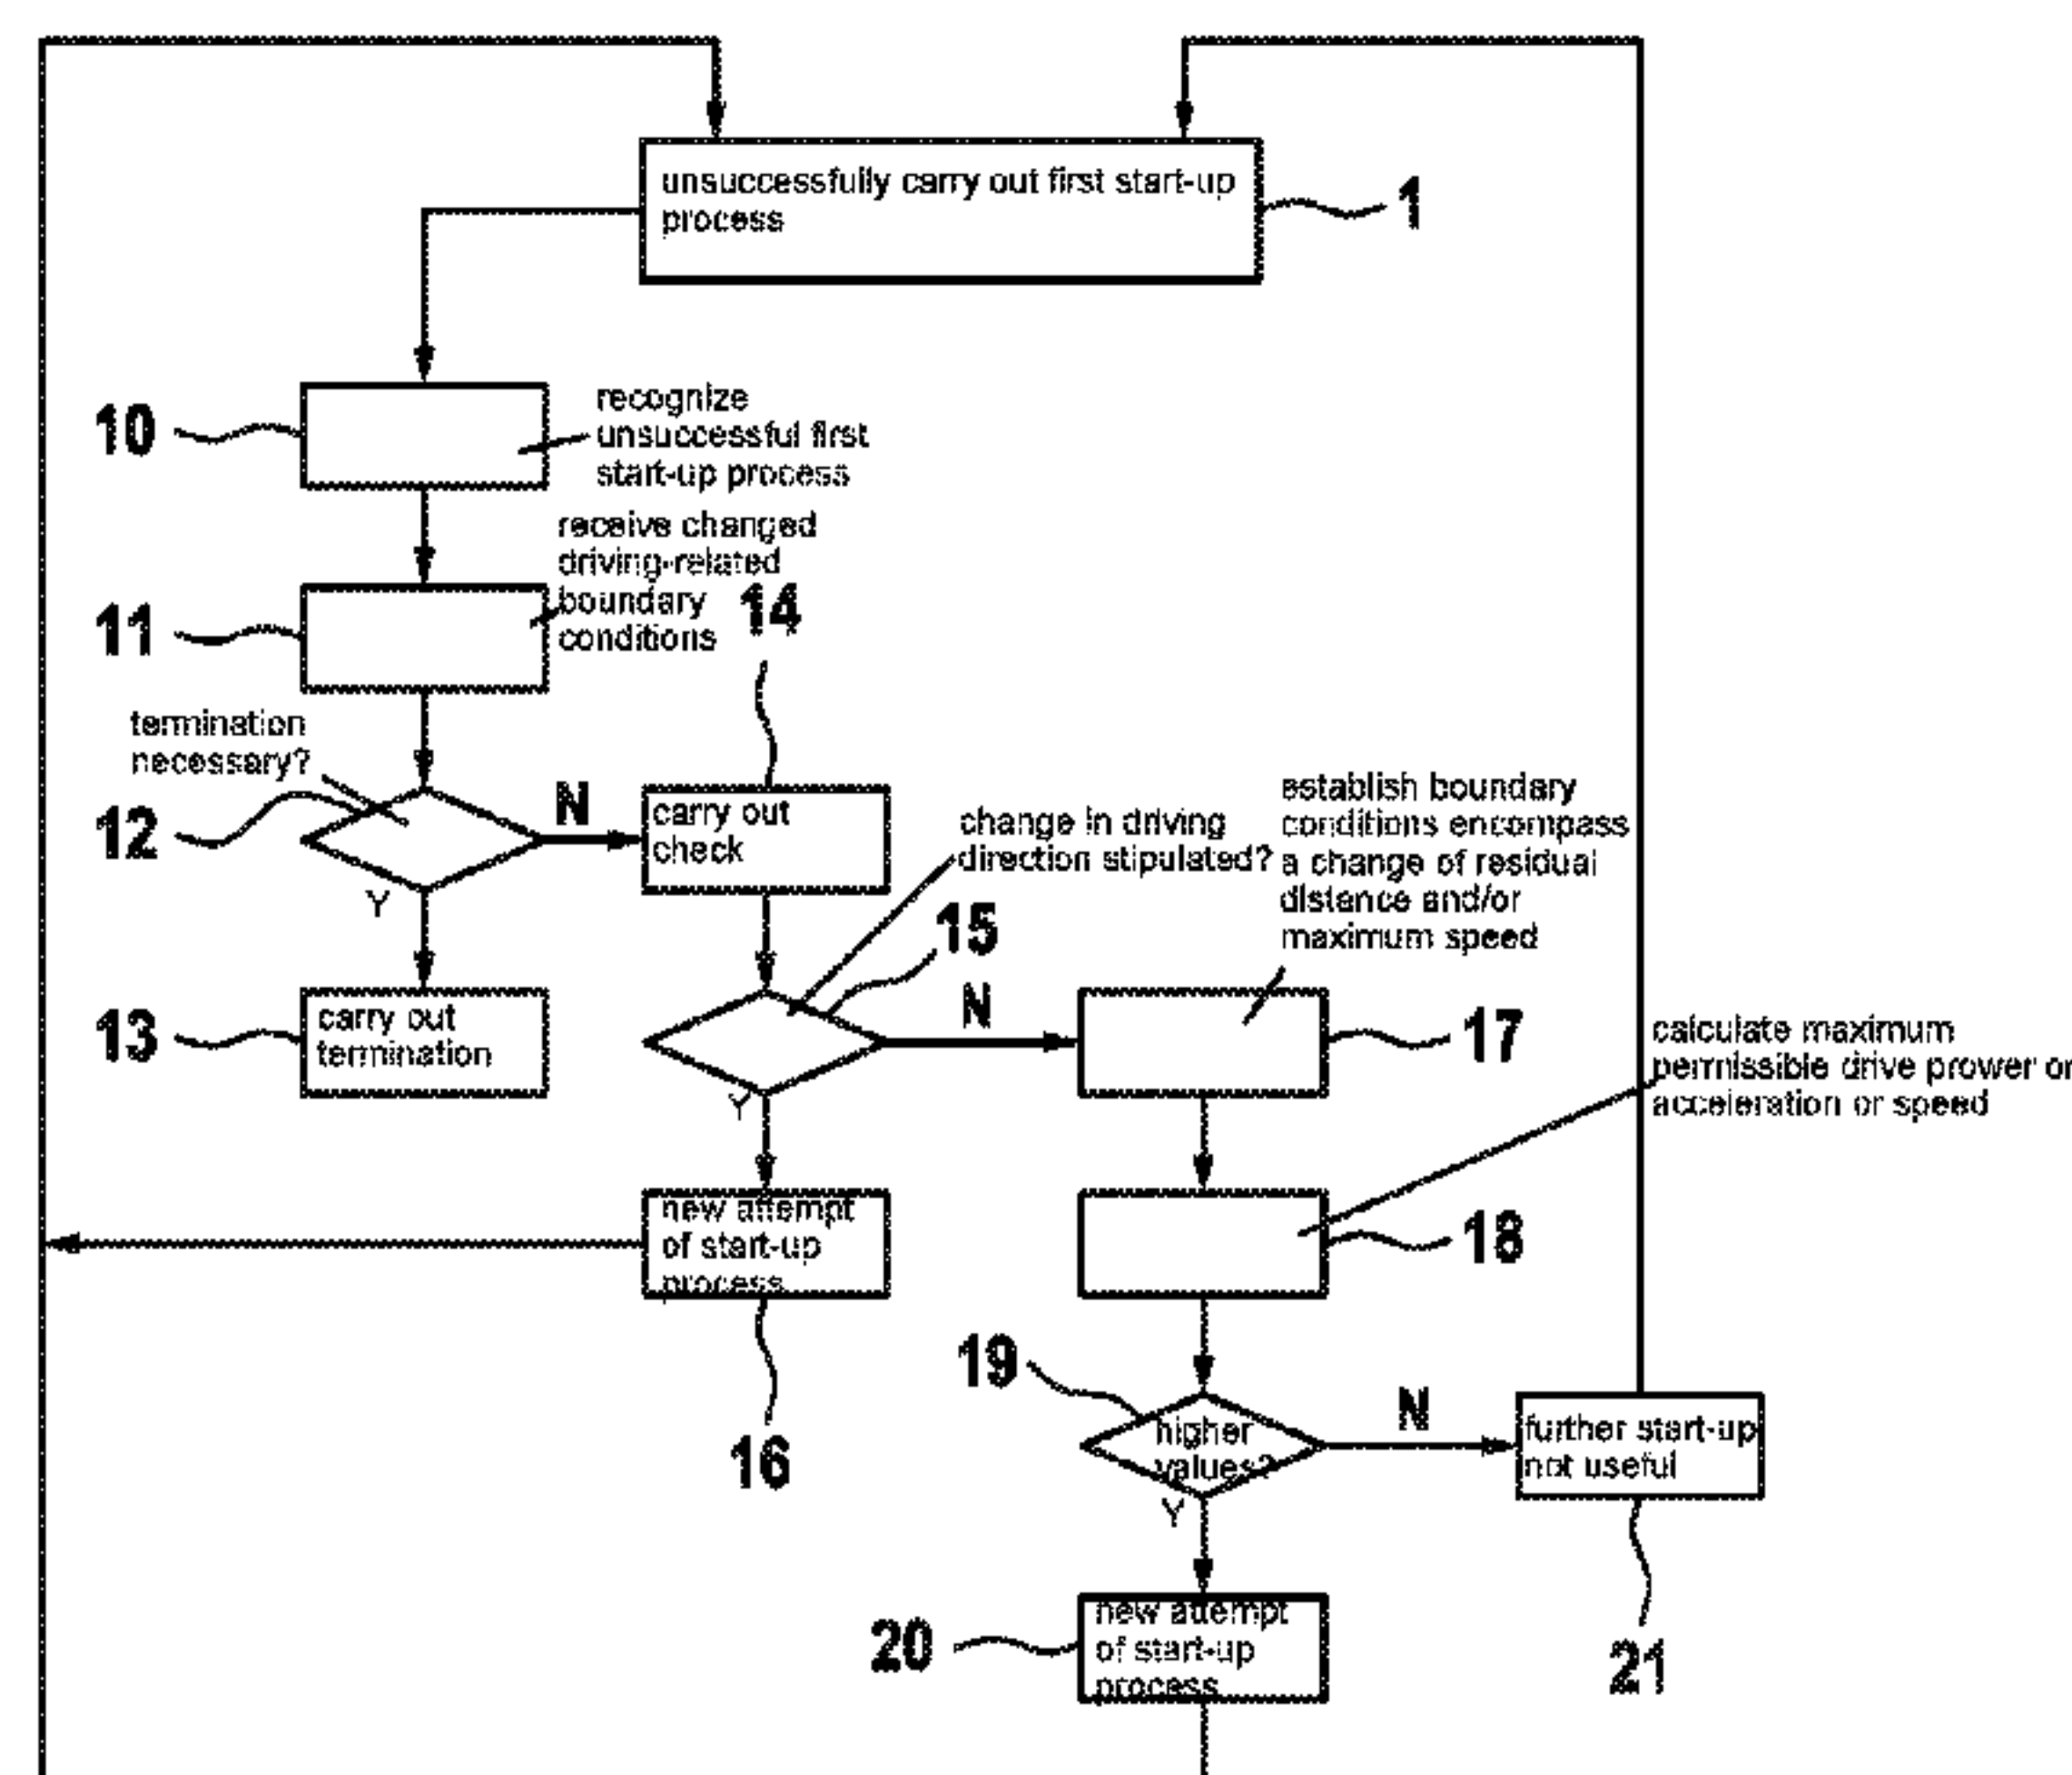 unsuccessfully carry out first start-up
process
1
10
recognize
unsuccessful first
start-up process
receive changed
driving-related
boundary
conditions
11
14
termination
necessary?
12
N
Y
carry out
check
change in driving
direction stipulated?
establish boundary
conditions encompass
a change of residual
distance and/or
maximum speed
15
N
Y
13
carry out
termination
17
calculate maximum
permissible drive prower or
acceleration or speed
new attempt
of start-up
process
18
16
19
higher
values?
N
Y
further start-up
not useful
20
new attempt
of start-up
process
21